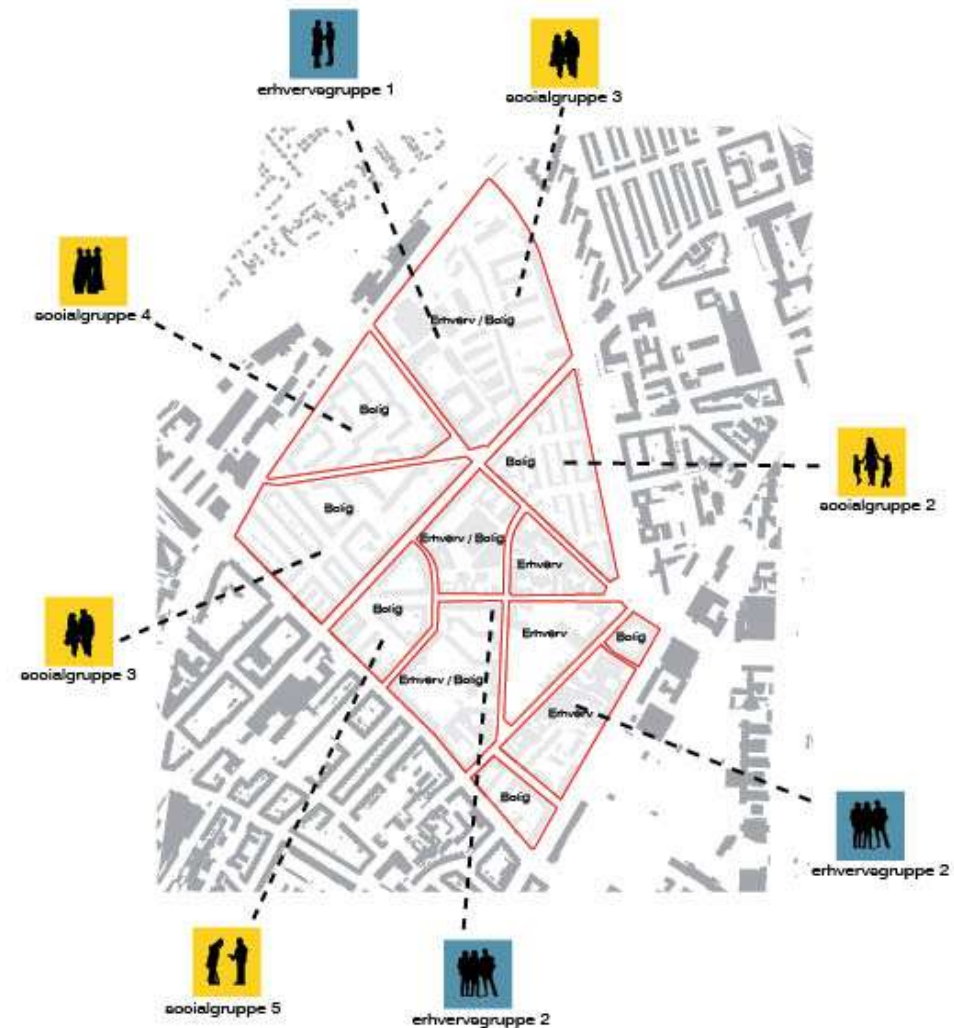 erhvervsgruppe 1
socialgruppe 3
socialgruppe 4
Erhverv / Bolig
Bolig
Bolig
socialgruppe 2
Bolig
Erhverv / Bolig
Erhverv
Bolig
Erhverv
Bolig
socialgruppe 3
Erhverv / Bolig
Erhverv
Bolig
erhvervsgruppe 2
socialgruppe 5
erhvervsgruppe 2